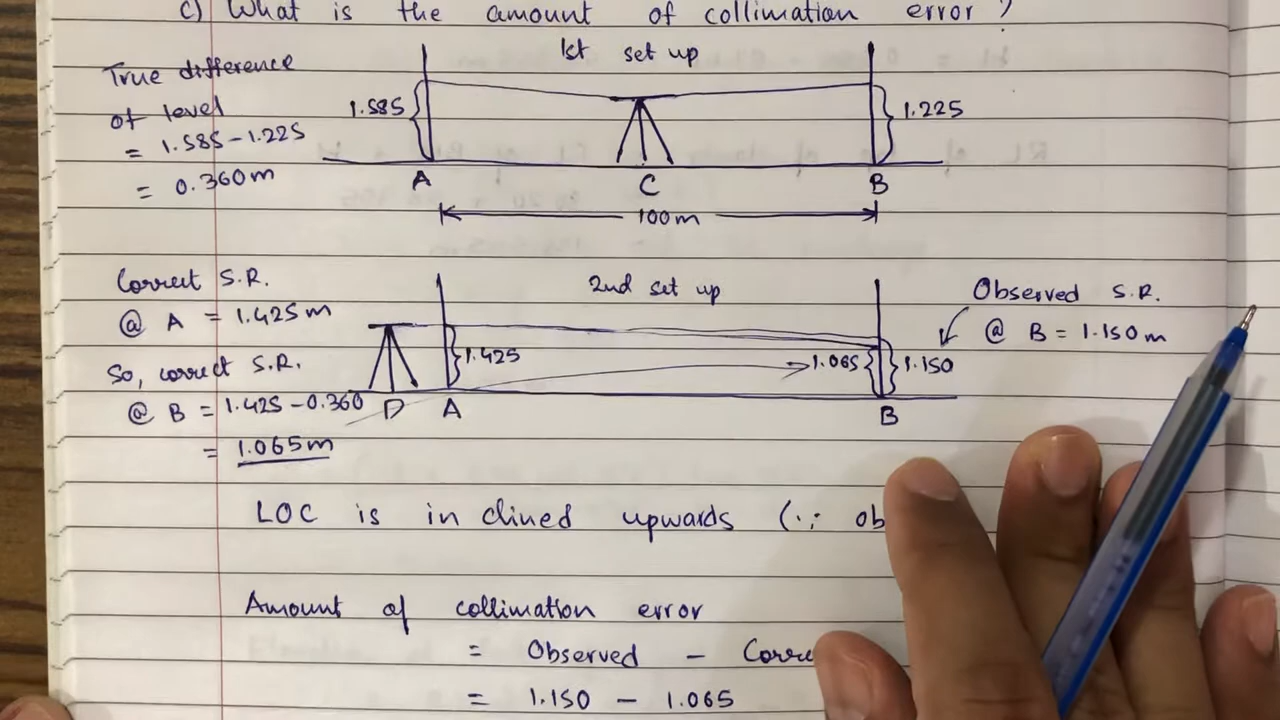 c) What is the amount of collimation error ?
1st set up
True difference
of level
= 1.585 - 1.225
= 0.360m
1.585
1.225
A
C
B
100m
2nd set up
Correct S.R.
@ A = 1.425m
So, correct S.R.
@ B = 1.425 - 0.360
= 1.065m
1.425
1.065
1.150
Observed S.R.
@ B = 1.150m
D
A
B
LOC is inclined upwards (∵ ob
Amount of collimation error
= Observed - Corre
= 1.150 - 1.065